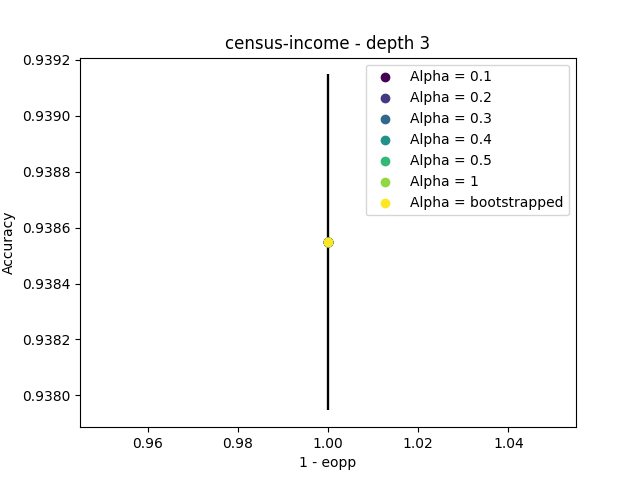 census-income - depth 3
Accuracy
0.9392
0.9390
0.9388
0.9386
0.9384
0.9382
0.9380
Alpha = 0.1
Alpha = 0.2
Alpha = 0.3
Alpha = 0.4
Alpha = 0.5
Alpha = 1
Alpha = bootstrapped
0.96 0.98 1.00 1.02 1.04
1 - eopp